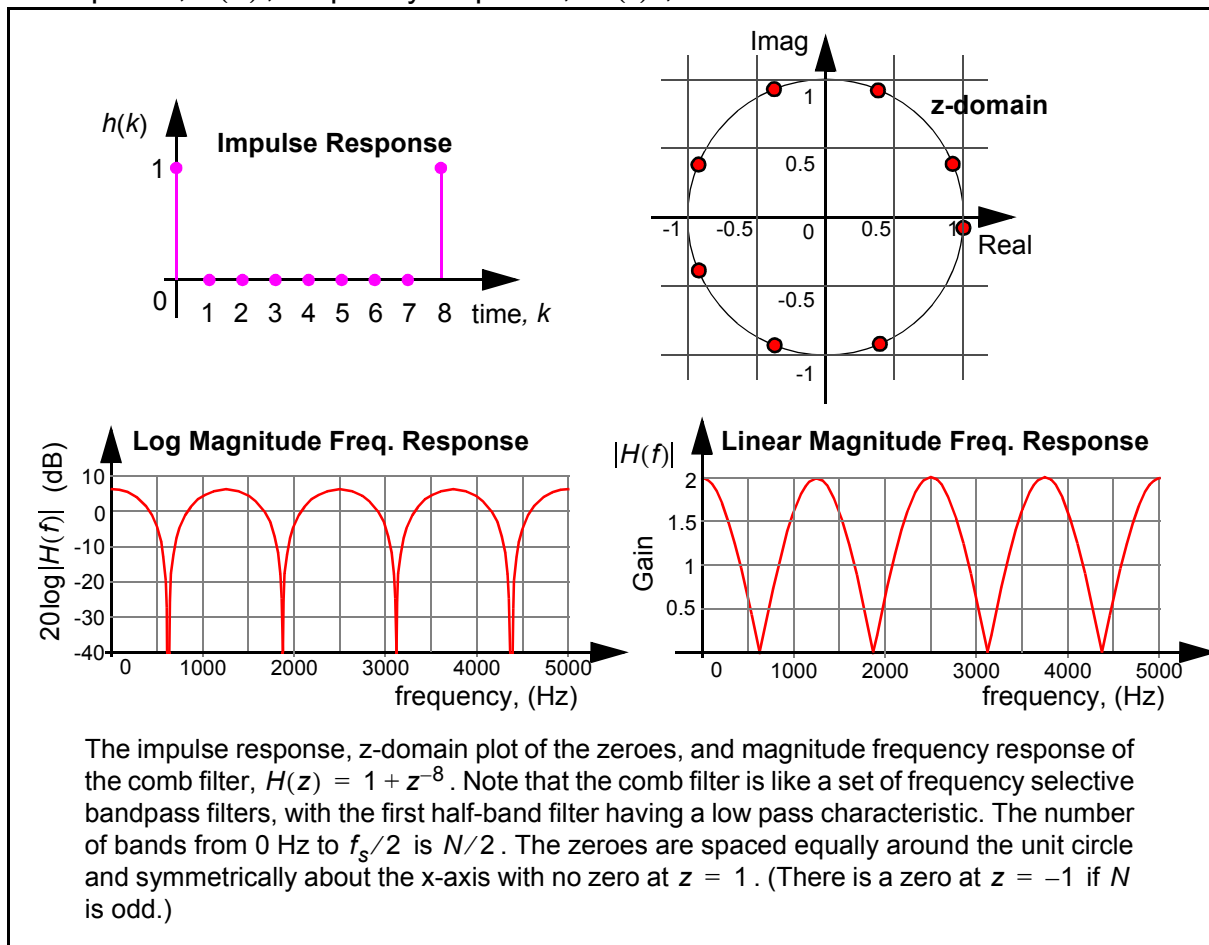 Imag
1
z-domain
h(k)
Impulse Response
1
0.5
-1
-0.5
0
0.5
1
Real
0
1 2 3 4 5 6 7 8 time, k
-0.5
-1
Log Magnitude Freq. Response
20log|H(f)| (dB)
10
0
-10
-20
-30
-40
0 1000 2000 3000 4000 5000
frequency, (Hz)
Linear Magnitude Freq. Response
|H(f)|
Gain
2
1.5
1
0.5
0 1000 2000 3000 4000 5000
frequency, (Hz)
The impulse response, z-domain plot of the zeroes, and magnitude frequency response of
the comb filter, H(z) = 1 + z⁻⁸. Note that the comb filter is like a set of frequency selective
bandpass filters, with the first half-band filter having a low pass characteristic. The number
of bands from 0 Hz to fₛ/2 is N/2. The zeroes are spaced equally around the unit circle
and symmetrically about the x-axis with no zero at z = 1. (There is a zero at z = –1 if N
is odd.)